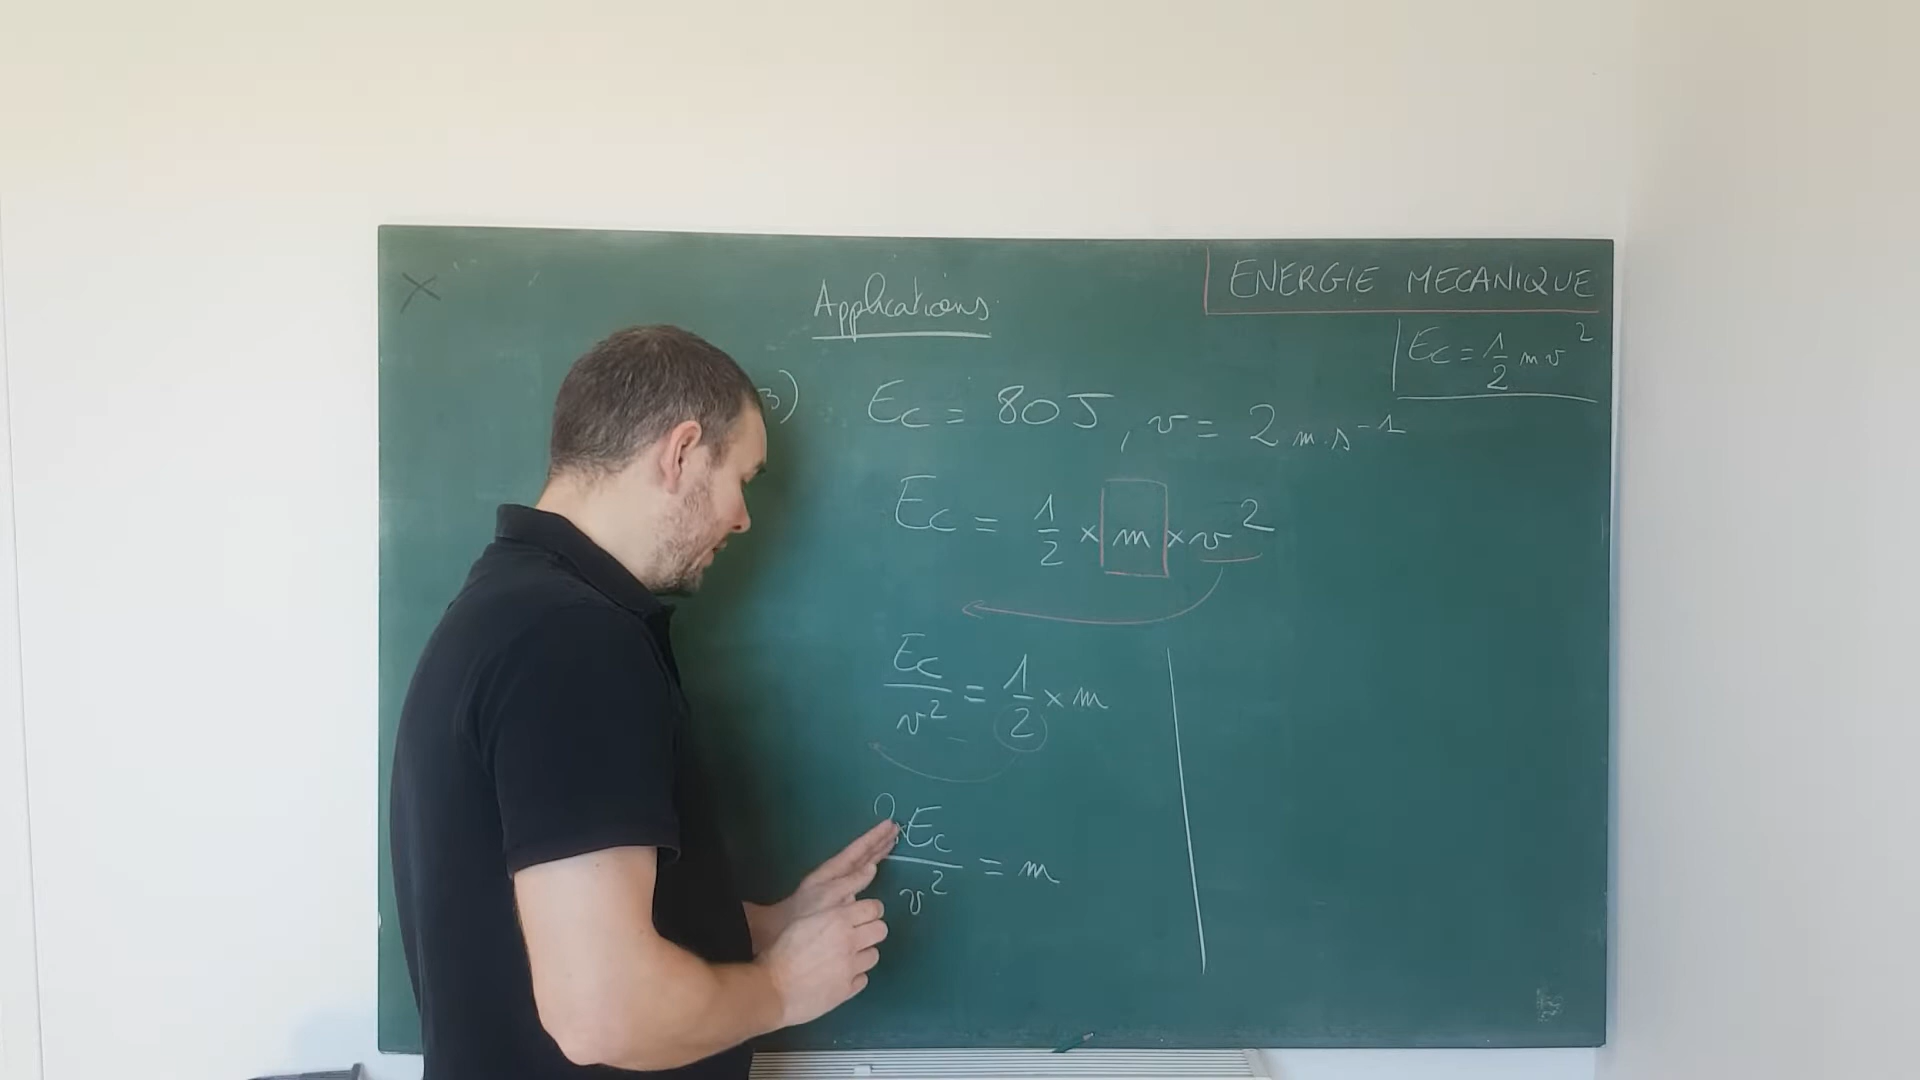 ENERGIE MECANIQUE
Applications
Ec = 1/2 m v²
3) Ec = 80 J, v = 2 m.s⁻¹
Ec = 1/2 × m × v²
Ec/v² = 1/2 × m
2×Ec/v² = m